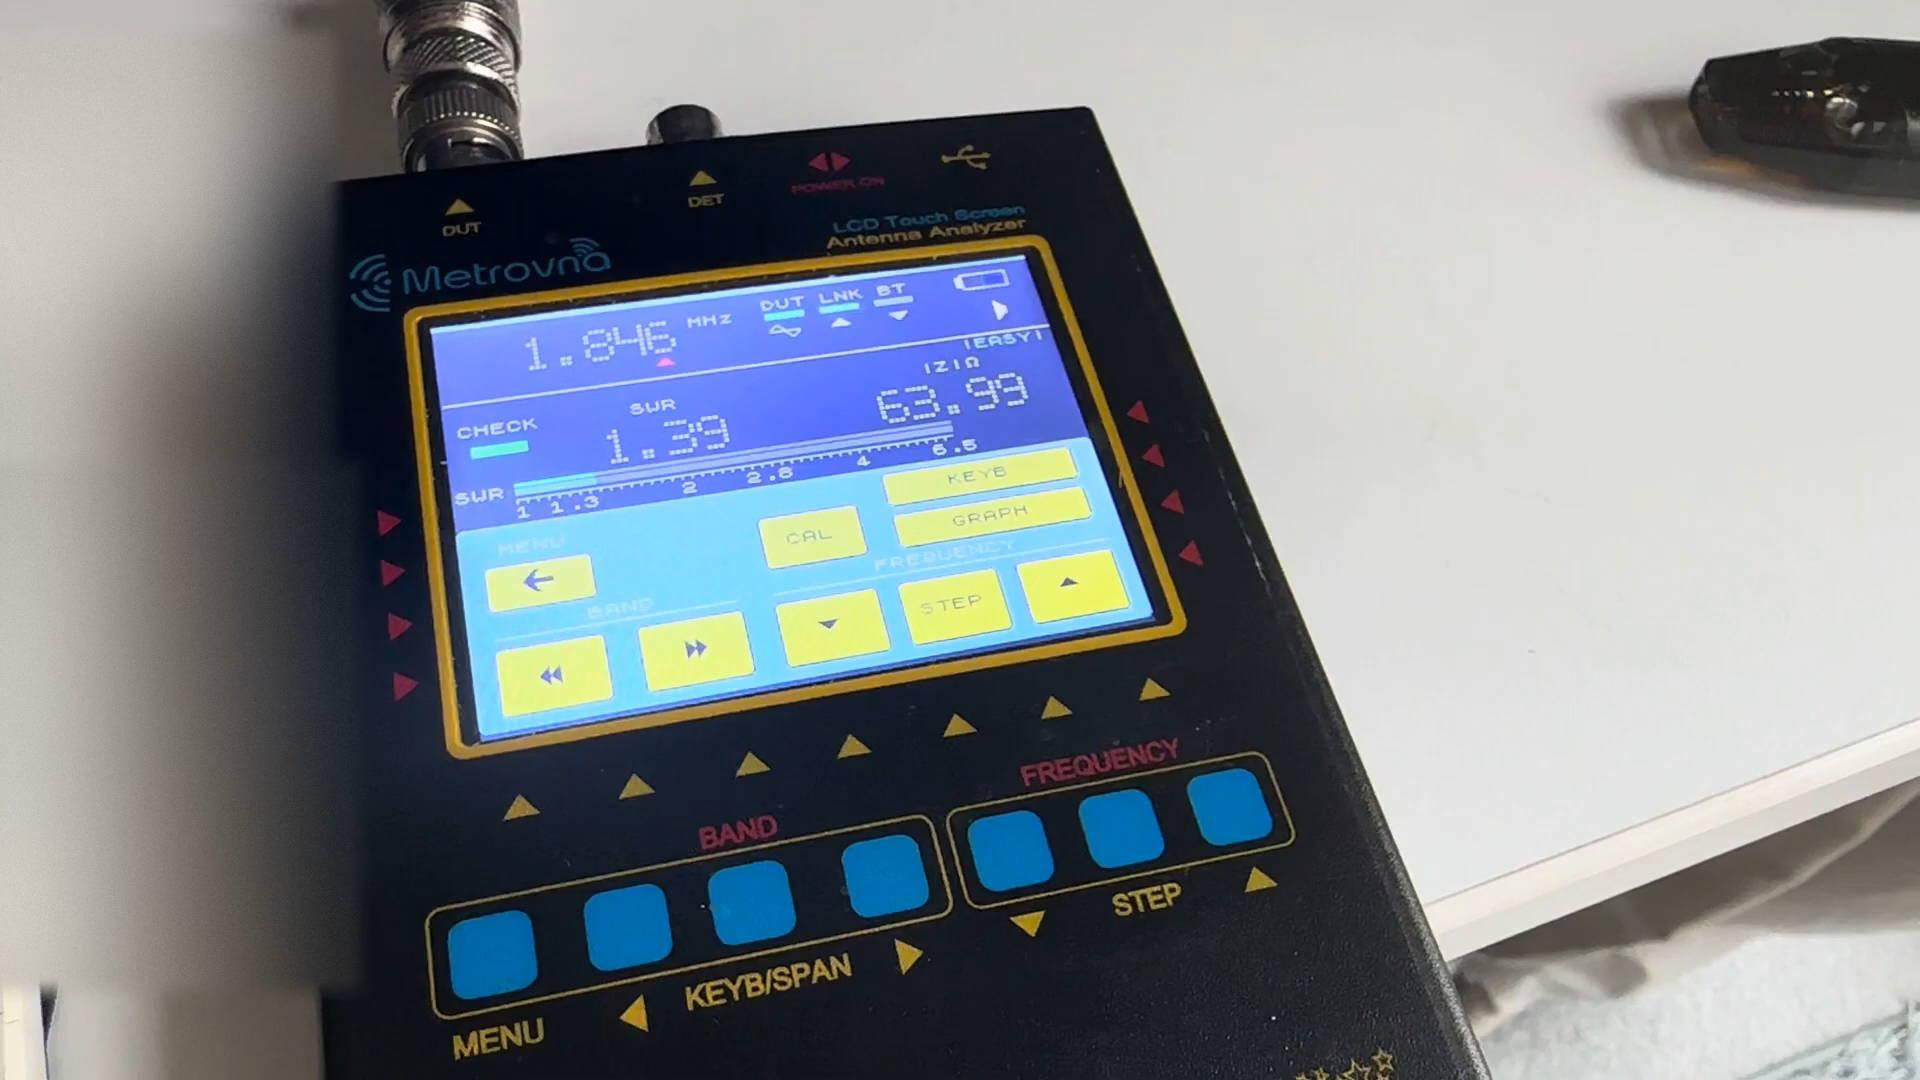 DUT
DET
POWER ON
LCD Touch Screen
Antenna Analyzer
Metrovna
1.846 MHZ
DUT LNK BT
|EASY|
CHECK
SWR
1.39
|Z|Ω
63.99
SWR
1 1.3 2 2.8 4 6.5
KEYB
GRAPH
MENU
CAL
FREQUENCY
BAND
STEP
BAND
FREQUENCY
MENU
KEYB/SPAN
STEP